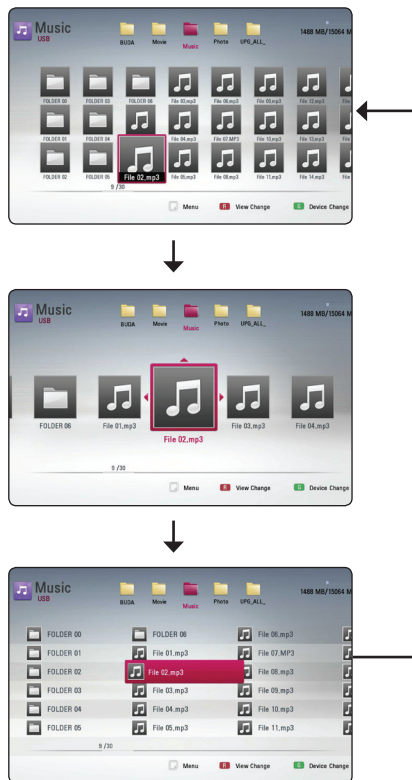 Music
USB
BUDA Movie Music Photo UPG_ALL_
1488 MB/15064 M
FOLDER 00 FOLDER 03 FOLDER 06 File 03.mp3 File 06.mp3 File 09.mp3 File 12.mp3 File
FOLDER 01 FOLDER 04 File 04.mp3 File 07.MP3 File 10.mp3 File 13.mp3 File
FOLDER 02 FOLDER 05 File 02.mp3 File 05.mp3 File 08.mp3 File 11.mp3 File 14.mp3 File
9 /30
Menu R View Change G Device Change
Music
USB
BUDA Movie Music Photo UPG_ALL_
1488 MB/15064 M
FOLDER 06 File 01.mp3 File 02.mp3 File 03.mp3 File 04.mp3
9 /30
Menu R View Change G Device Change
Music
USB
BUDA Movie Music Photo UPG_ALL_
1488 MB/15064 M
FOLDER 00 FOLDER 06 File 06.mp3
FOLDER 01 File 01.mp3 File 07.MP3
FOLDER 02 File 02.mp3 File 08.mp3
FOLDER 03 File 03.mp3 File 09.mp3
FOLDER 04 File 04.mp3 File 10.mp3
FOLDER 05 File 05.mp3 File 11.mp3
9 /30
Menu R View Change G Device Change